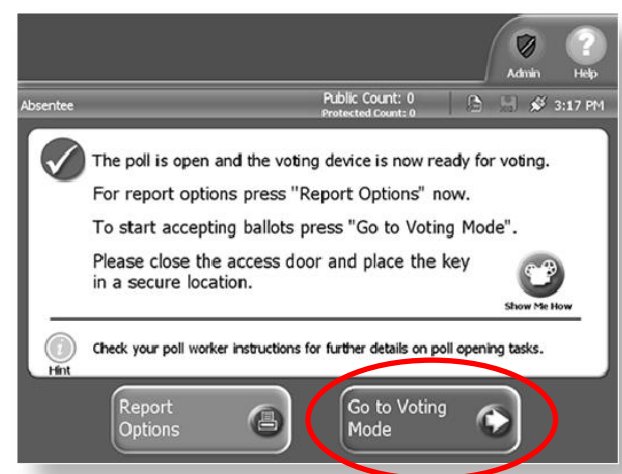 Admin
Help
Absentee
Public Count: 0
Protected Count: 0
3:17 PM
The poll is open and the voting device is now ready for voting.
For report options press "Report Options" now.
To start accepting ballots press "Go to Voting Mode".
Please close the access door and place the key
in a secure location.
Show Me How
Hint
Check your poll worker instructions for further details on poll opening tasks.
Report
Options
Go to Voting
Mode